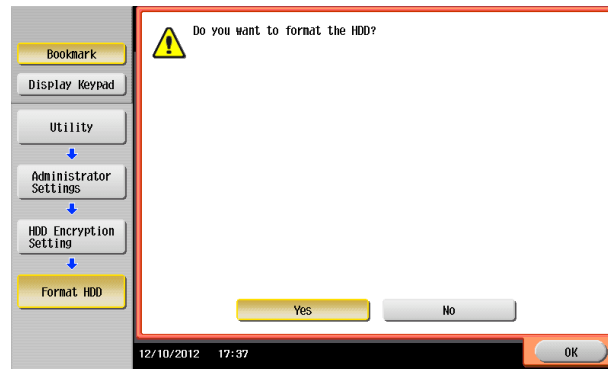 Bookmark
Display Keypad
Utility
Administrator
Settings
HDD Encryption
Setting
Format HDD
Do you want to format the HDD?
Yes
No
12/10/2012 17:37
OK